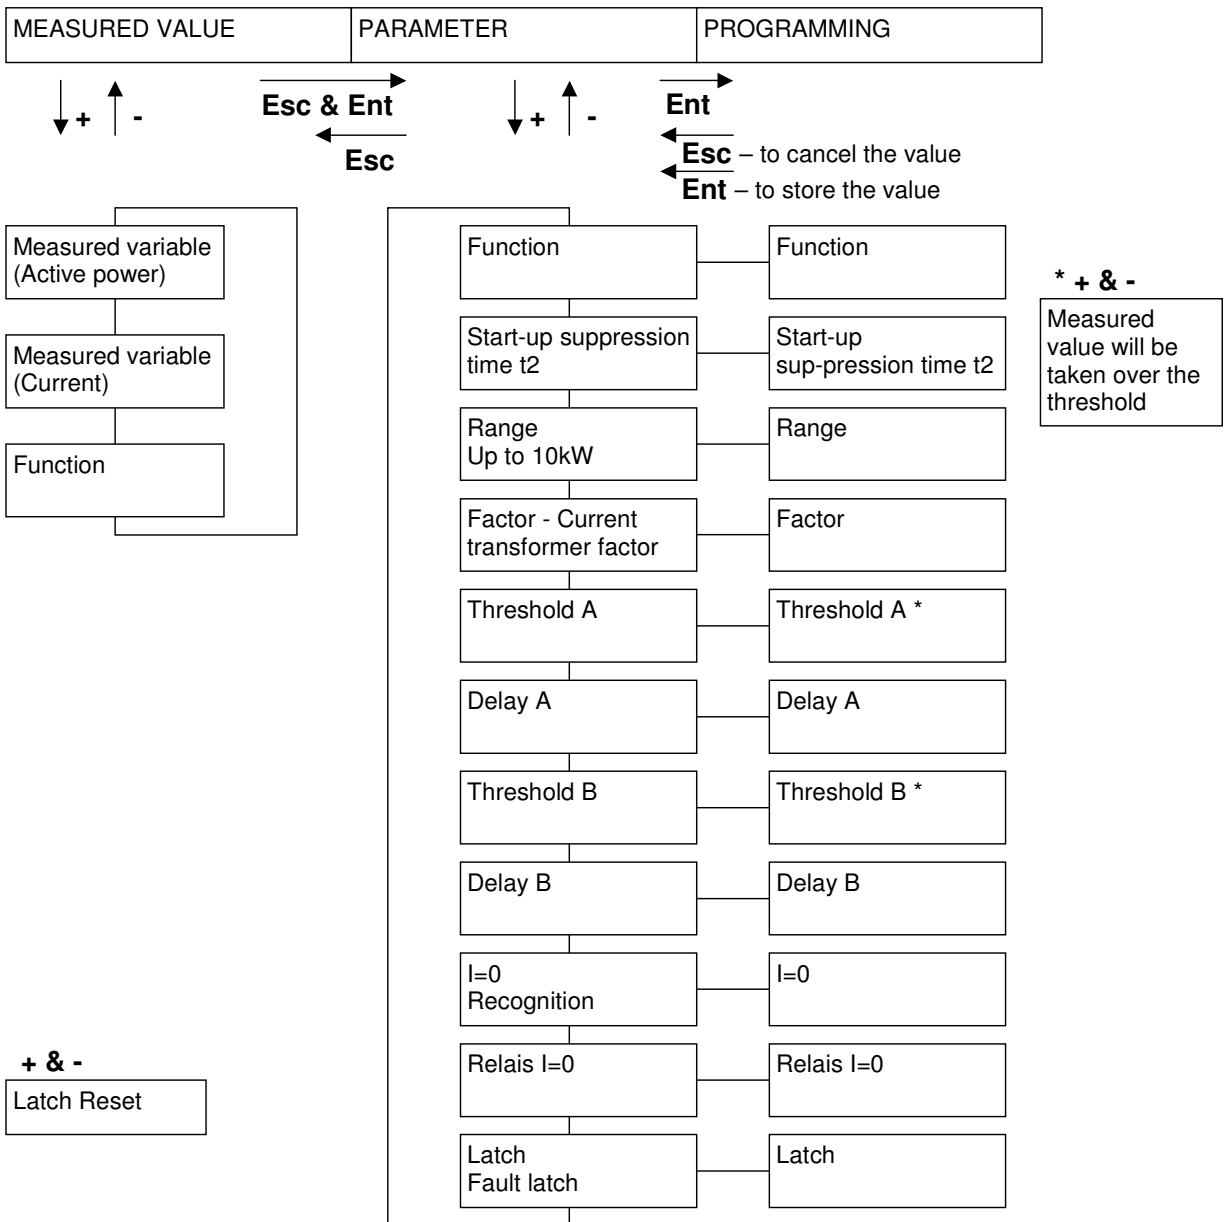 MEASURED VALUE
PARAMETER
PROGRAMMING
+
-
Esc & Ent
Esc
+
-
Ent
Esc – to cancel the value
Ent – to store the value
Measured variable
(Active power)
Measured variable
(Current)
Function
Function
Function
Start-up suppression
time t2
Start-up
sup-pression time t2
Range
Up to 10kW
Range
Factor - Current
transformer factor
Factor
Threshold A
Threshold A *
Delay A
Delay A
Threshold B
Threshold B *
Delay B
Delay B
I=0
Recognition
I=0
Relais I=0
Relais I=0
Latch
Fault latch
Latch
* + & -
Measured
value will be
taken over the
threshold
+ & -
Latch Reset